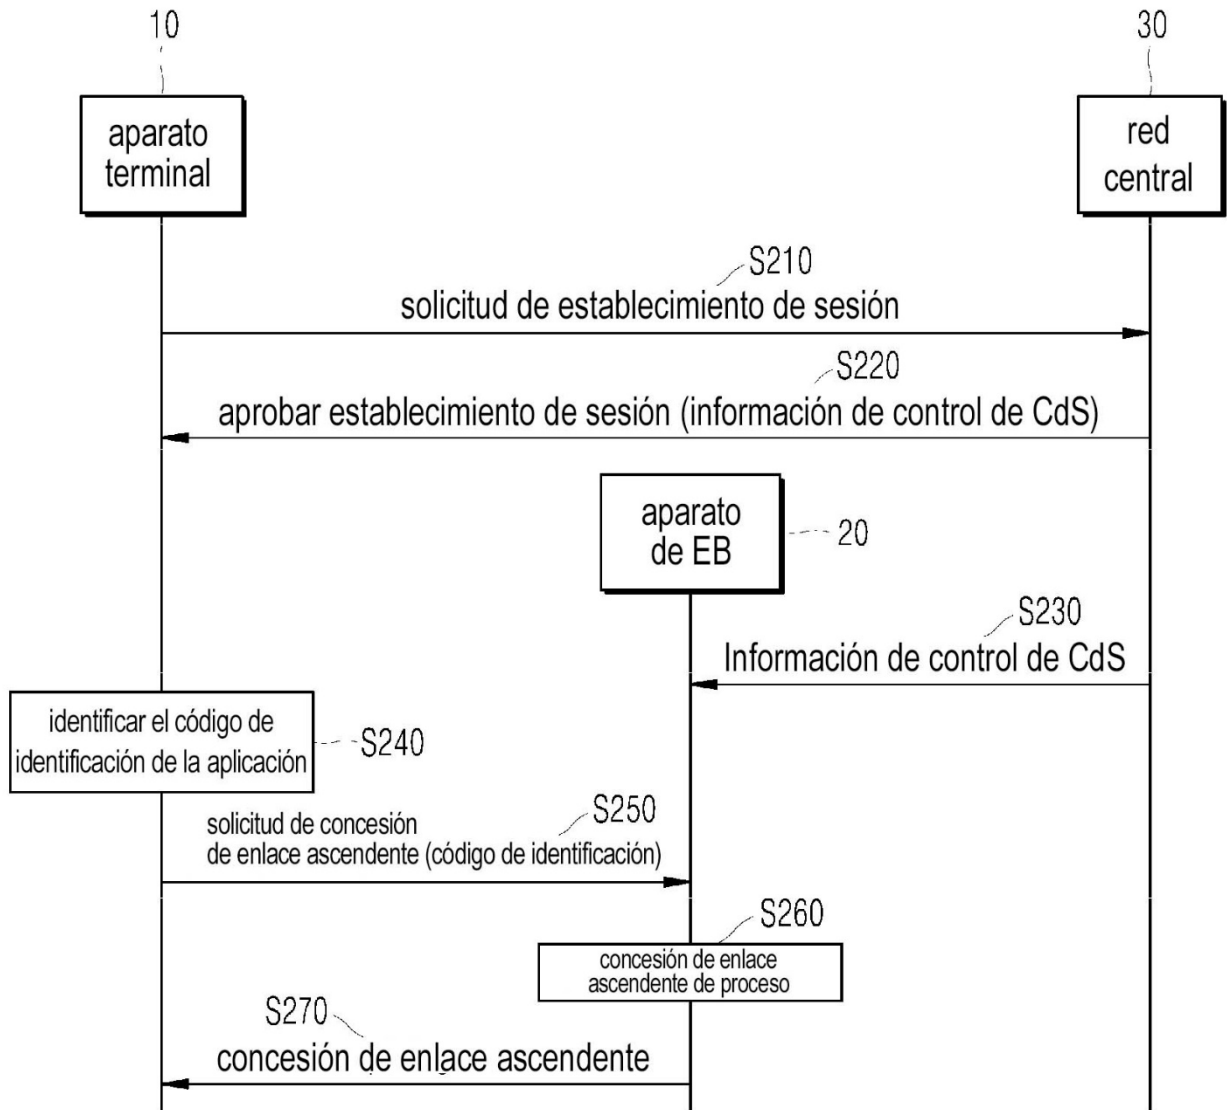 10
30
aparato
terminal
red
central
S210
solicitud de establecimiento de sesión
S220
aprobar establecimiento de sesión (información de control de CdS)
aparato
de EB
20
S230
Información de control de CdS
identificar el código de
identificación de la aplicación
S240
S250
solicitud de concesión
de enlace ascendente (código de identificación)
S260
concesión de enlace
ascendente de proceso
S270
concesión de enlace ascendente